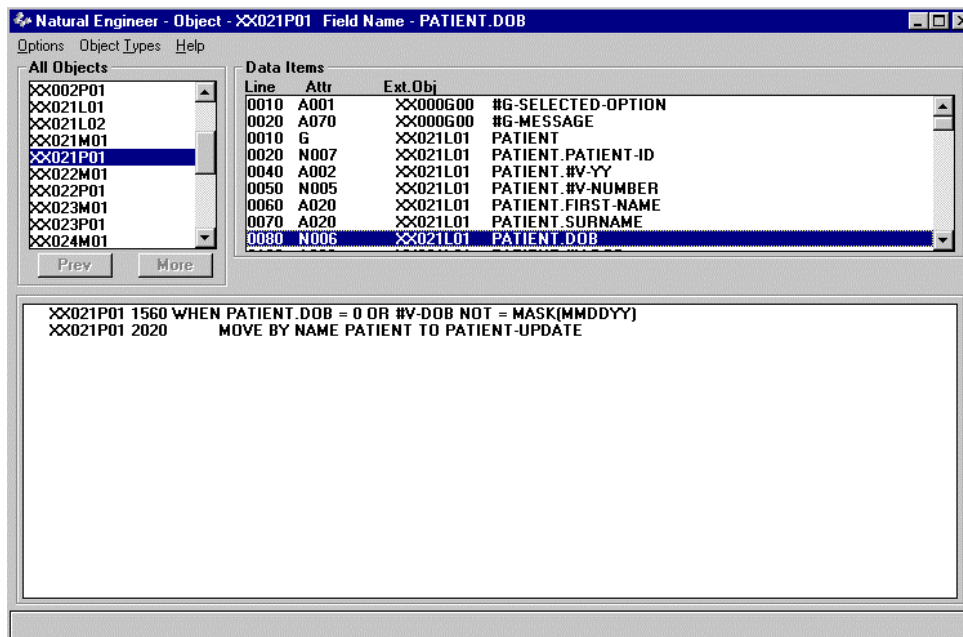 Natural Engineer - Object - XX021P01 Field Name - PATIENT.DOB
Options Object Types Help
All Objects
XX002P01
XX021L01
XX021L02
XX021M01
XX021P01
XX022M01
XX022P01
XX023M01
XX023P01
XX024M01
Prev More
Data Items
Line Attr Ext.Obj
0010 A001 XX000G00 #G-SELECTED-OPTION
0020 A070 XX000G00 #G-MESSAGE
0010 G XX021L01 PATIENT
0020 N007 XX021L01 PATIENT.PATIENT-ID
0040 A002 XX021L01 PATIENT.#V-YY
0050 N005 XX021L01 PATIENT.#V-NUMBER
0060 A020 XX021L01 PATIENT.FIRST-NAME
0070 A020 XX021L01 PATIENT.SURNAME
0080 N006 XX021L01 PATIENT.DOB
XX021P01 1560 WHEN PATIENT.DOB = 0 OR #V-DOB NOT = MASK(MMDDYY)
XX021P01 2020 MOVE BY NAME PATIENT TO PATIENT-UPDATE